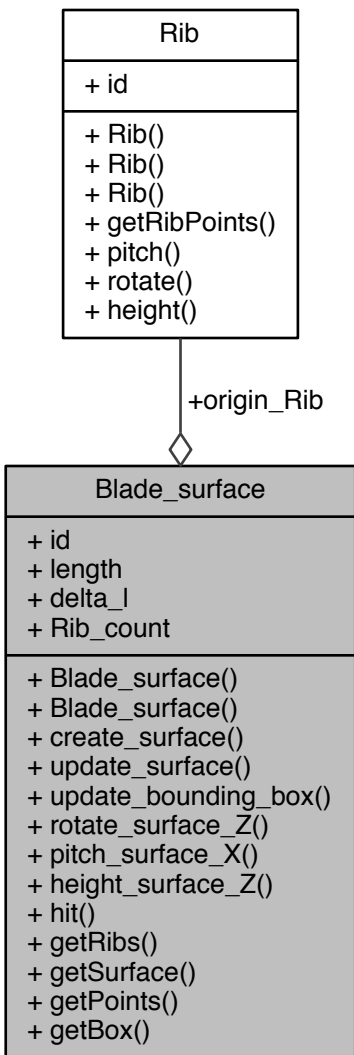 Rib
+ id
+ Rib()
+ Rib()
+ Rib()
+ getRibPoints()
+ pitch()
+ rotate()
+ height()
+origin_Rib
Blade_surface
+ id
+ length
+ delta_l
+ Rib_count
+ Blade_surface()
+ Blade_surface()
+ create_surface()
+ update_surface()
+ update_bounding_box()
+ rotate_surface_Z()
+ pitch_surface_X()
+ height_surface_Z()
+ hit()
+ getRibs()
+ getSurface()
+ getPoints()
+ getBox()